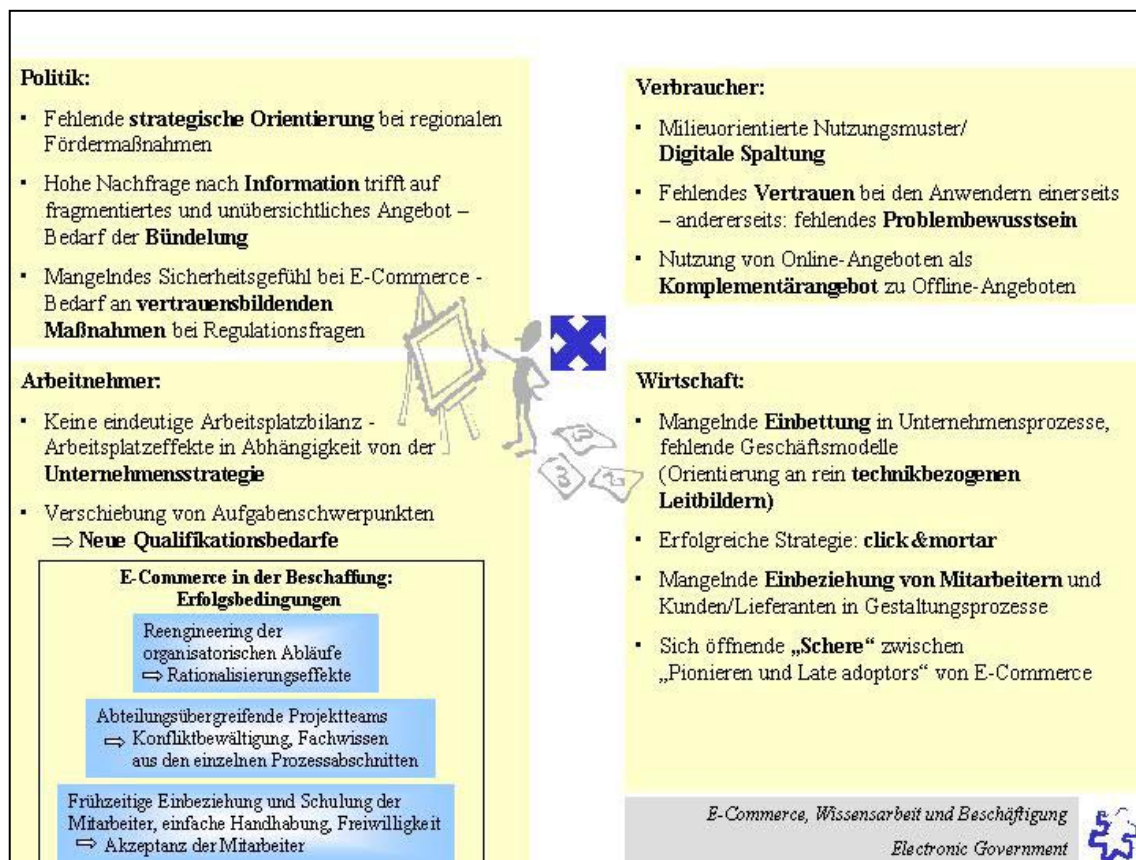 Politik:
• Fehlende strategische Orientierung bei regionalen
Fördermaßnahmen
• Hohe Nachfrage nach Information trifft auf
fragmentiertes und unübersichtliches Angebot –
Bedarf der Bündelung
• Mangelndes Sicherheitsgefühl bei E-Commerce -
Bedarf an vertrauensbildenden
Maßnahmen bei Regulationsfragen
Verbraucher:
• Milieuorientierte Nutzungsmuster/
Digitale Spaltung
• Fehlendes Vertrauen bei den Anwendern einerseits
– andererseits: fehlendes Problembewusstsein
• Nutzung von Online-Angeboten als
Komplementärangebot zu Offline-Angeboten
Arbeitnehmer:
• Keine eindeutige Arbeitsplatzbilanz -
Arbeitsplatzeffekte in Abhängigkeit von der
Unternehmensstrategie
• Verschiebung von Aufgabenschwerpunkten
⇒ Neue Qualifikationsbedarfe
E-Commerce in der Beschaffung:
Erfolgsbedingungen
Reengineering der
organisatorischen Abläufe
⇨ Rationalisierungseffekte
Abteilungsübergreifende Projektteams
⇨ Konfliktbewältigung, Fachwissen
aus den einzelnen Prozessabschnitten
Frühzeitige Einbeziehung und Schulung der
Mitarbeiter, einfache Handhabung, Freiwilligkeit
⇨ Akzeptanz der Mitarbeiter
Wirtschaft:
• Mangelnde Einbettung in Unternehmensprozesse,
fehlende Geschäftsmodelle
(Orientierung an rein technikbezogenen
Leitbildern)
• Erfolgreiche Strategie: click&mortar
• Mangelnde Einbeziehung von Mitarbeitern und
Kunden/Lieferanten in Gestaltungsprozesse
• Sich öffnende „Schere“ zwischen
„Pionieren und Late adoptors“ von E-Commerce
3
2
E-Commerce, Wissensarbeit und Beschäftigung
Electronic Government